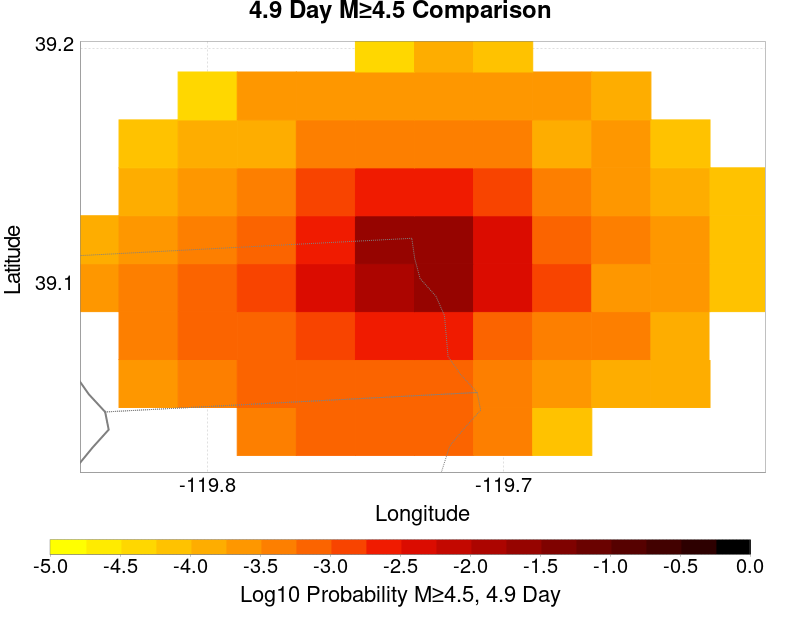 4.9 Day M≥4.5 Comparison
39.2
39.1
Latitude
-119.8 -119.7
Longitude
-5.0 -4.5 -4.0 -3.5 -3.0 -2.5 -2.0 -1.5 -1.0 -0.5 0.0
Log10 Probability M≥4.5, 4.9 Day